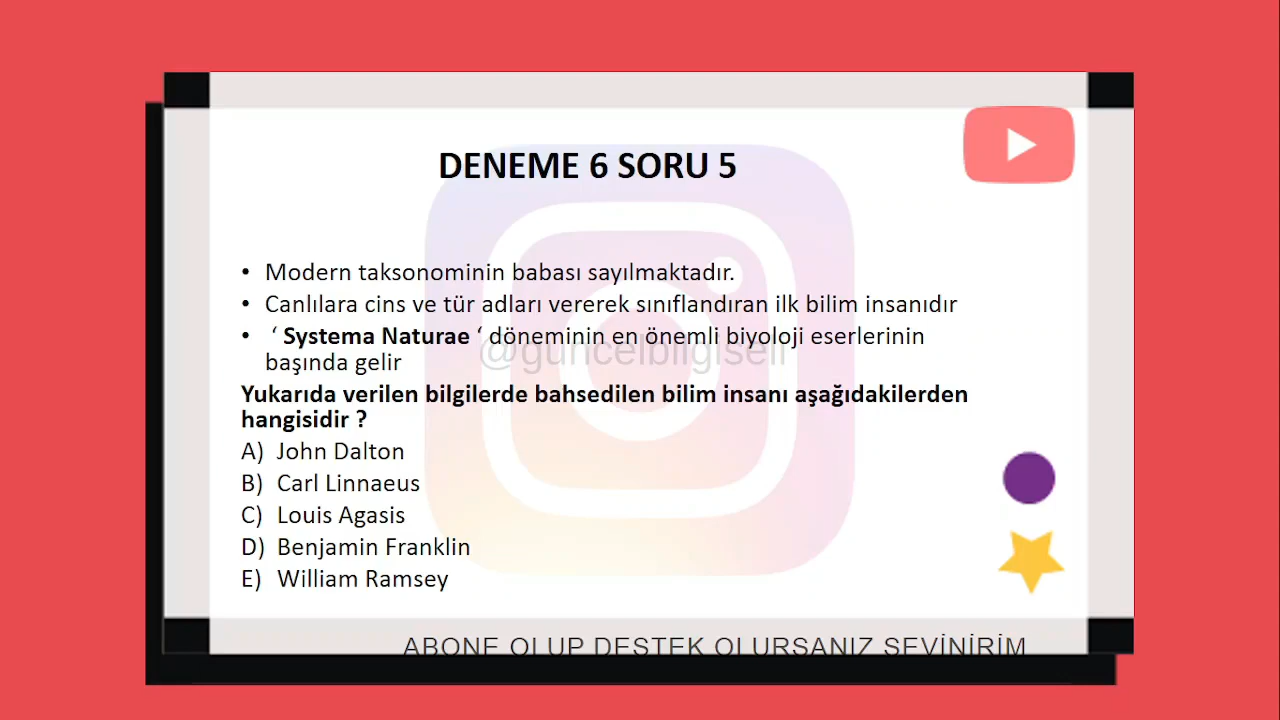 DENEME 6 SORU 5
• Modern taksonominin babası sayılmaktadır.
• Canlılara cins ve tür adları vererek sınıflandıran ilk bilim insanıdır
• ‘ Systema Naturae ‘ döneminin en önemli biyoloji eserlerinin
başında gelir
@guncelbilgiseli
Yukarıda verilen bilgilerde bahsedilen bilim insanı aşağıdakilerden
hangisidir ?
A) John Dalton
B) Carl Linnaeus
C) Louis Agasis
D) Benjamin Franklin
E) William Ramsey
ABONE OLUP DESTEK OLURSANIZ SEVİNİRİM